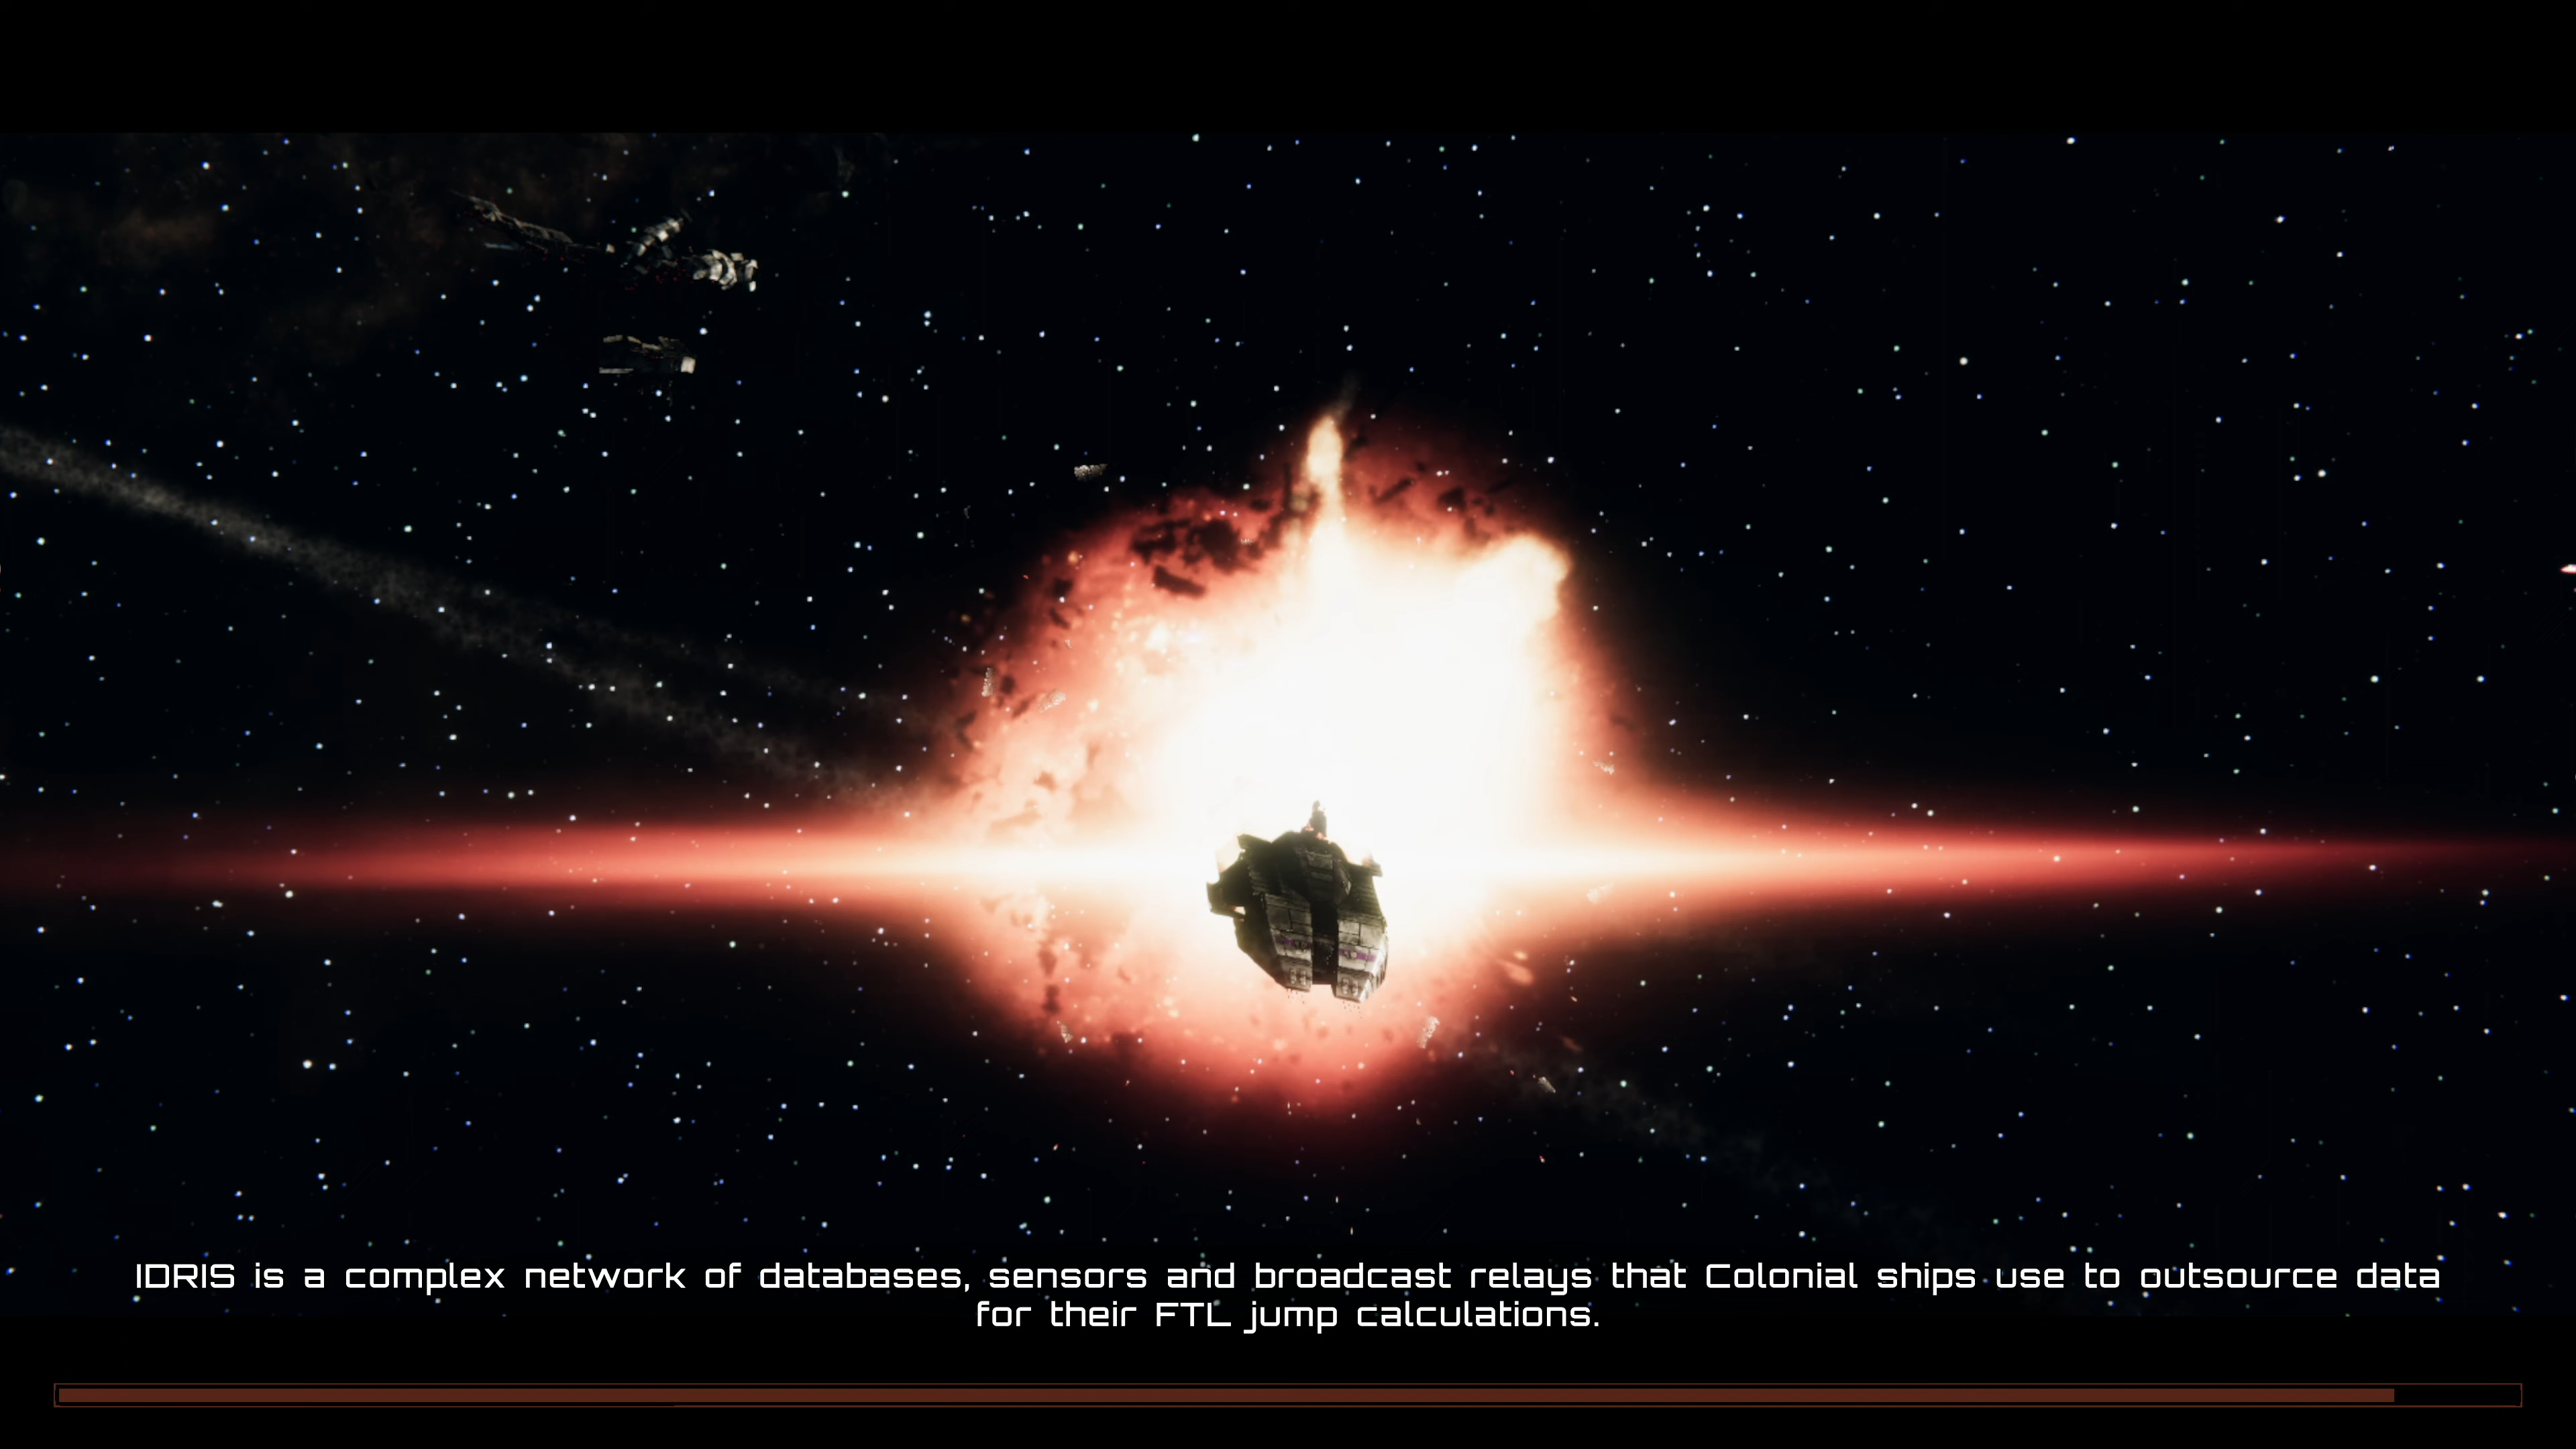 IDRIS is a complex network of databases, sensors and broadcast relays that Colonial ships use to outsource data
for their FTL jump calculations.